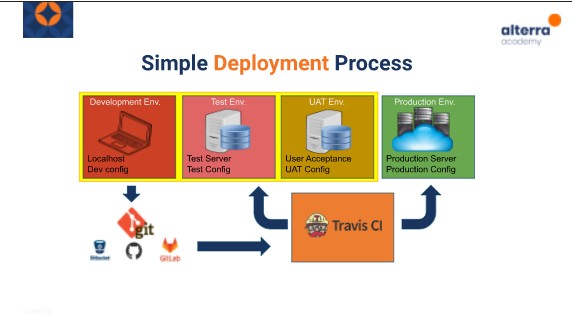 alterra
academy
Simple Deployment Process
Development Env.
Localhost
Dev config
Test Env.
Test Server
Test Config
UAT Env.
User Acceptance
UAT Config
Production Env.
Production Server
Production Config
git
Bitbucket
GitLab
Travis CI